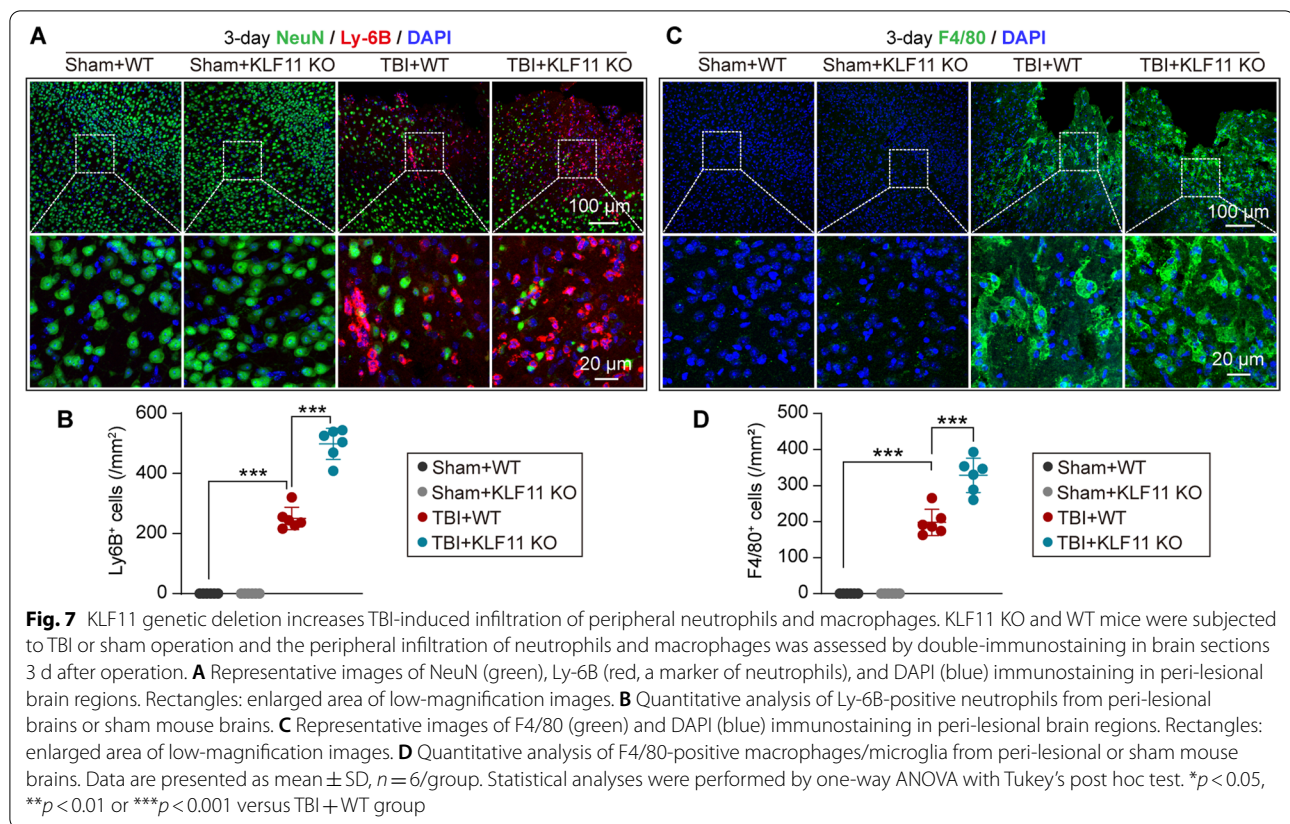 A
3-day NeuN / Ly-6B / DAPI
Sham+WT Sham+KLF11 KO TBI+WT TBI+KLF11 KO
100 µm
20 µm
C
3-day F4/80 / DAPI
Sham+WT Sham+KLF11 KO TBI+WT TBI+KLF11 KO
100 µm
20 µm
B
Ly6B⁺ cells (/mm²)
600
400
200
0
***
***
Sham+WT
Sham+KLF11 KO
TBI+WT
TBI+KLF11 KO
D
F4/80⁺ cells (/mm²)
500
400
300
200
100
0
***
***
Sham+WT
Sham+KLF11 KO
TBI+WT
TBI+KLF11 KO
Fig. 7 KLF11 genetic deletion increases TBI-induced infiltration of peripheral neutrophils and macrophages. KLF11 KO and WT mice were subjected
to TBI or sham operation and the peripheral infiltration of neutrophils and macrophages was assessed by double-immunostaining in brain sections
3 d after operation. A Representative images of NeuN (green), Ly-6B (red, a marker of neutrophils), and DAPI (blue) immunostaining in peri-lesional
brain regions. Rectangles: enlarged area of low-magnification images. B Quantitative analysis of Ly-6B-positive neutrophils from peri-lesional
brains or sham mouse brains. C Representative images of F4/80 (green) and DAPI (blue) immunostaining in peri-lesional brain regions. Rectangles:
enlarged area of low-magnification images. D Quantitative analysis of F4/80-positive macrophages/microglia from peri-lesional or sham mouse
brains. Data are presented as mean ± SD, n = 6/group. Statistical analyses were performed by one-way ANOVA with Tukey's post hoc test. *p < 0.05,
**p < 0.01 or ***p < 0.001 versus TBI + WT group